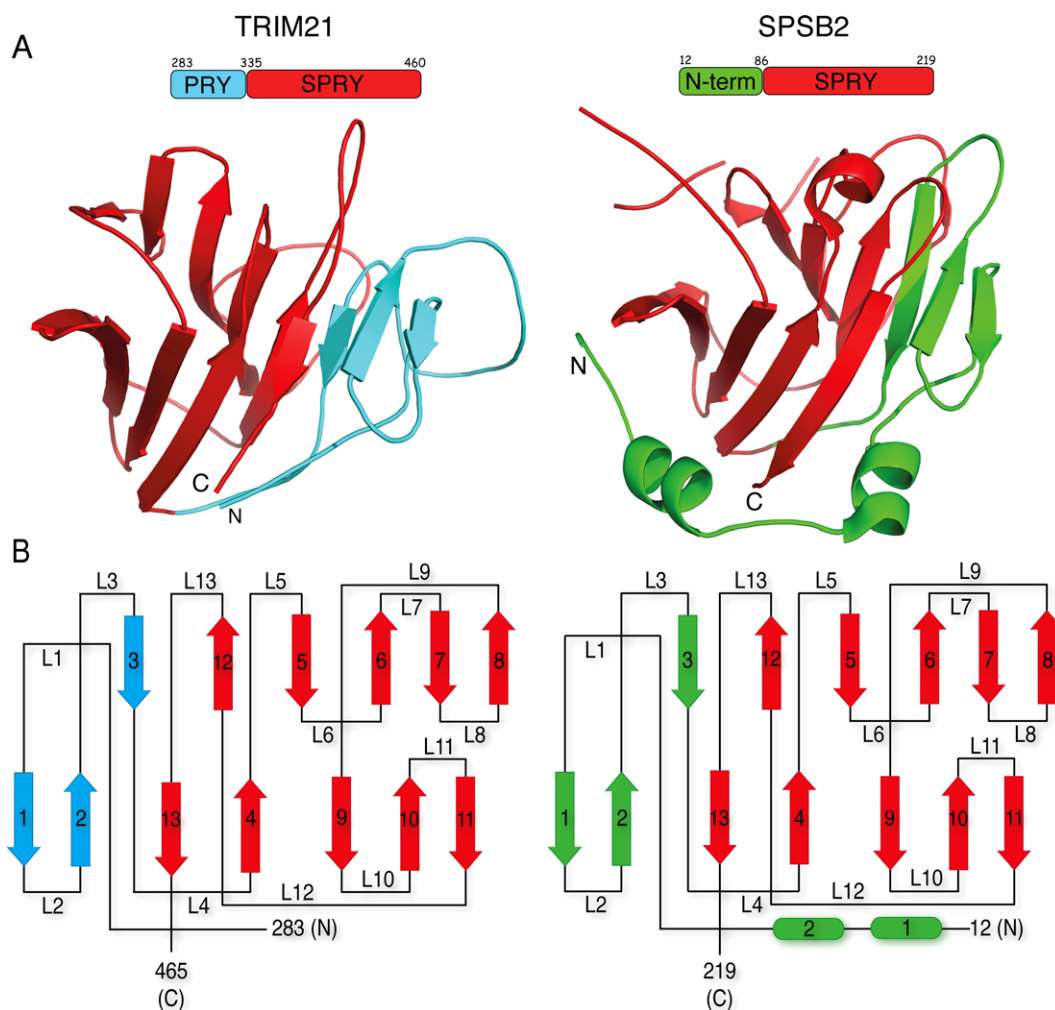 TRIM21 SPSB2
A
283 335 460 12 86 219
PRY SPRY N-term SPRY
N
C
N
C
B
L3 L13 L5 L9 L3 L13 L5 L9
L7 L7
L1 3 12 5 6 7 8 L1 3 12 5 6 7 8
L6 L8 L6 L8
L11 L11
1 2 13 4 9 10 11 1 2 13 4 9 10 11
L2 L4 L12 L10 L2 L4 L12 L10
283 (N) 2 1 12 (N)
465 219
(C) (C)